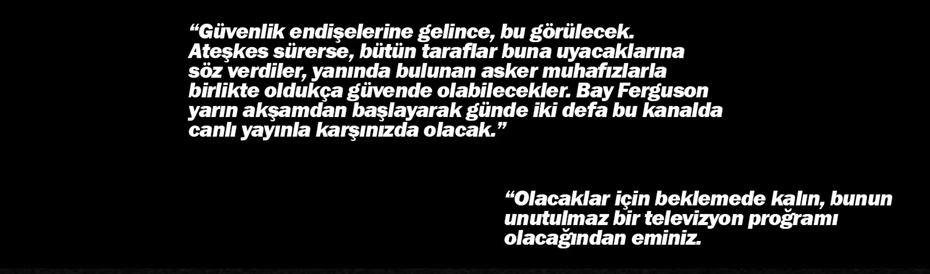 “Güvenlik endişelerine gelince, bu görülecek.
Ateşkes sürerse, bütün taraflar buna uyacaklarına
söz verdiler, yanında bulunan asker muhafızlarla
birlikte oldukça güvende olabilecekler. Bay Ferguson
yarın akşamdan başlayarak günde iki defa bu kanalda
canlı yayınla karşınızda olacak.”
“Olacaklar için beklemede kalın, bunun
unutulmaz bir televizyon proğramı
olacağından eminiz.